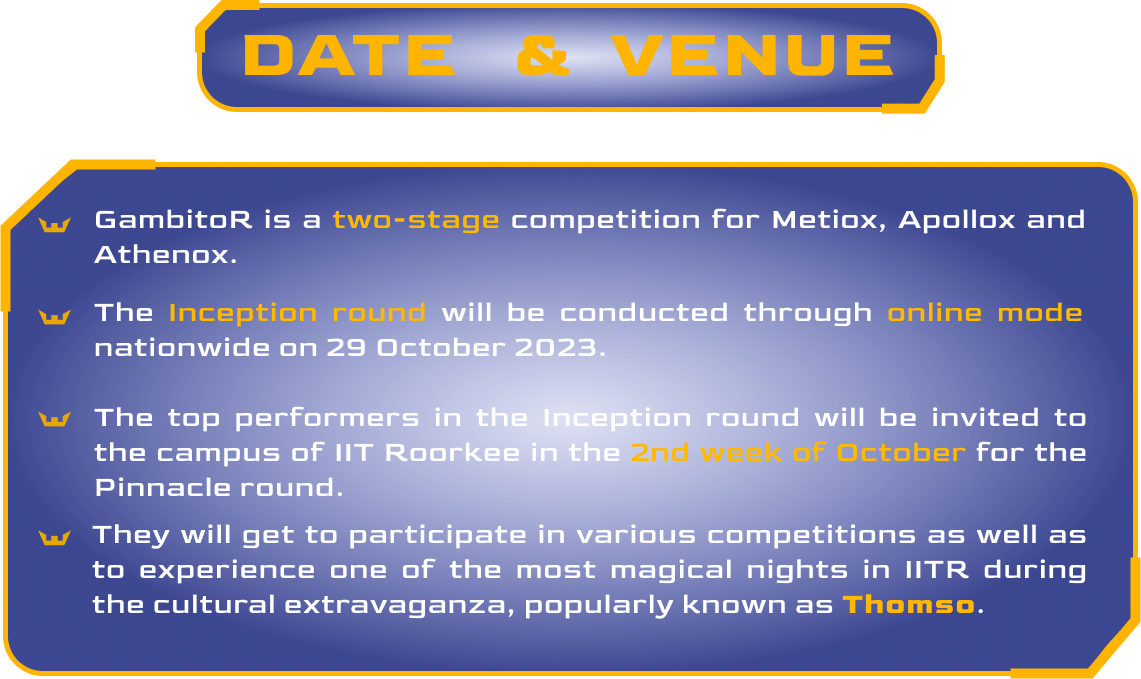 DATE & VENUE
GambitoR is a two-stage competition for Metiox, Apollox and
Athenox.
The Inception round will be conducted through online mode
nationwide on 29 October 2023.
The top performers in the Inception round will be invited to
the campus of IIT Roorkee in the 2nd week of October for the
Pinnacle round.
They will get to participate in various competitions as well as
to experience one of the most magical nights in IITR during
the cultural extravaganza, popularly known as Thomso.